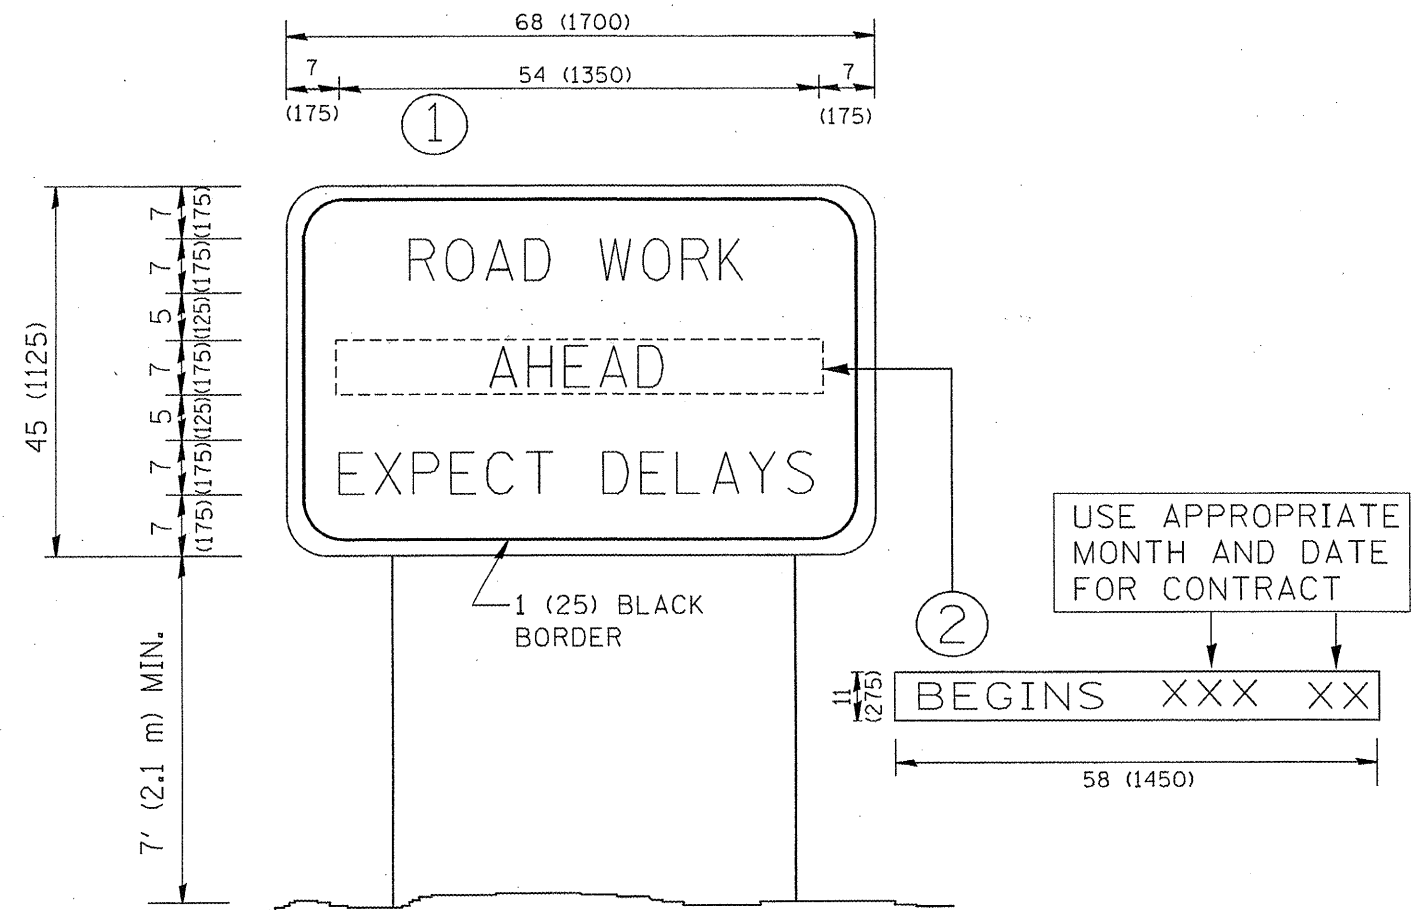 68 (1700)
7
54 (1350)
7
(175)
(175)
1
45 (1125)
7 (175)
7 (175)
5 (125)
7 (175)
5 (125)
7 (175)
7 (175)
ROAD WORK
AHEAD
EXPECT DELAYS
1 (25) BLACK
BORDER
7' (2.1 m) MIN.
USE APPROPRIATE
MONTH AND DATE
FOR CONTRACT
2
11
(275)
BEGINS XXX XX
58 (1450)